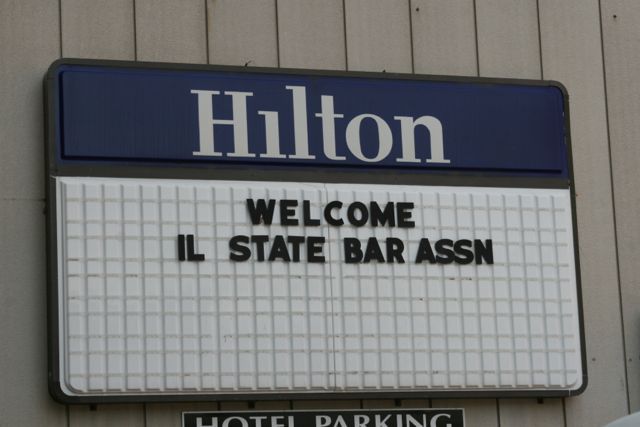 Hilton
WELCOME
IL STATE BAR ASSN
HOTEL PARKING